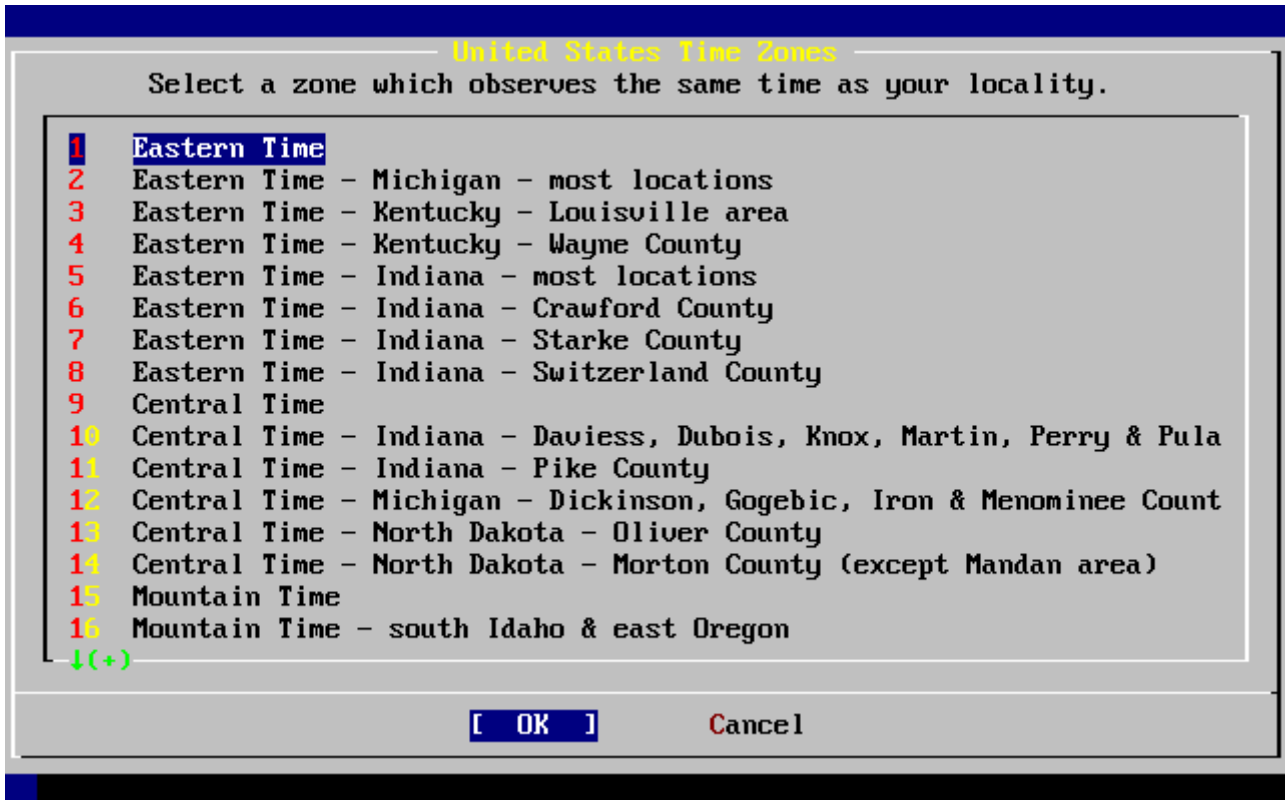 United States Time Zones
Select a zone which observes the same time as your locality.
1 Eastern Time
2 Eastern Time - Michigan - most locations
3 Eastern Time - Kentucky - Louisville area
4 Eastern Time - Kentucky - Wayne County
5 Eastern Time - Indiana - most locations
6 Eastern Time - Indiana - Crawford County
7 Eastern Time - Indiana - Starke County
8 Eastern Time - Indiana - Switzerland County
9 Central Time
10 Central Time - Indiana - Daviess, Dubois, Knox, Martin, Perry & Pula
11 Central Time - Indiana - Pike County
12 Central Time - Michigan - Dickinson, Gogebic, Iron & Menominee Count
13 Central Time - North Dakota - Oliver County
14 Central Time - North Dakota - Morton County (except Mandan area)
15 Mountain Time
16 Mountain Time - south Idaho & east Oregon
↓(+)
[ OK ] Cancel